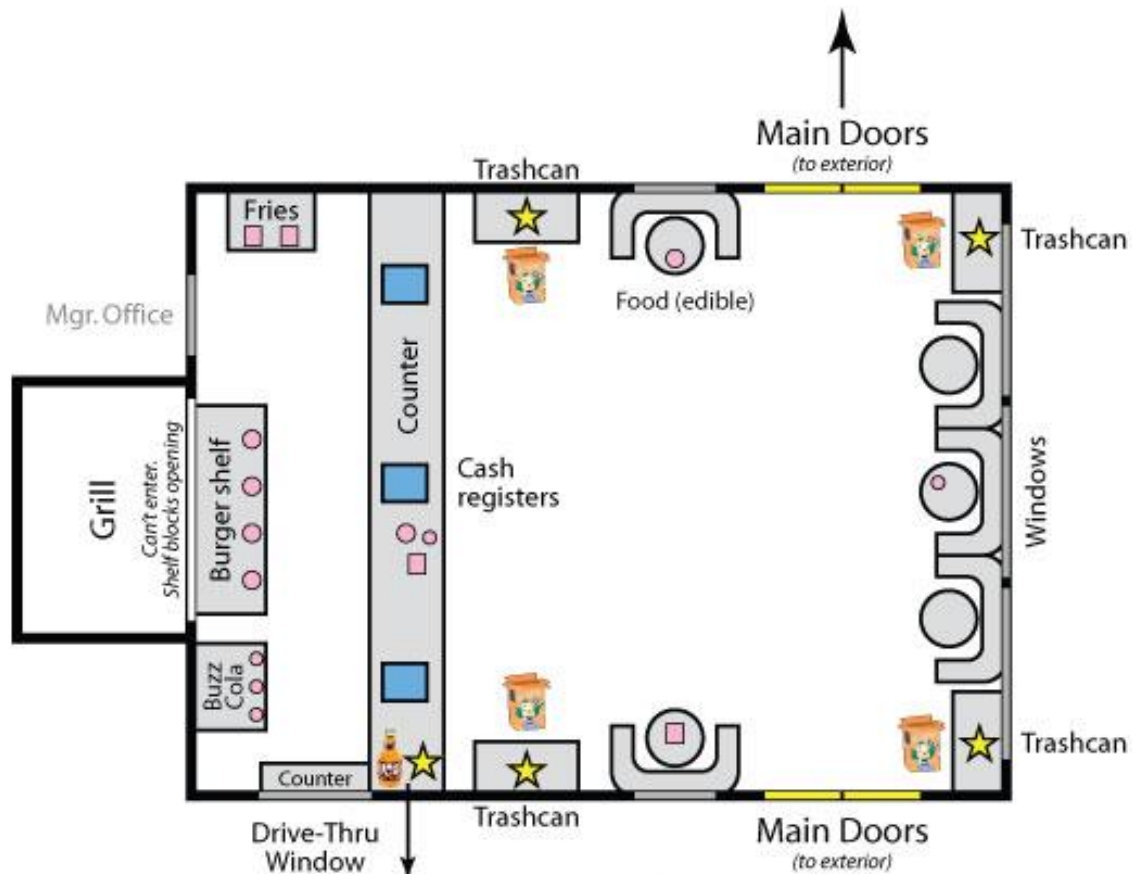 Main Doors
(to exterior)
Trashcan
Fries
Trashcan
Mgr. Office
Food (edible)
Counter
Cash
registers
Grill
Can't enter.
Shelf blocks opening
Burger shelf
Windows
Buzz
Cola
Counter
Trashcan
Drive-Thru
Window
Trashcan
Main Doors
(to exterior)